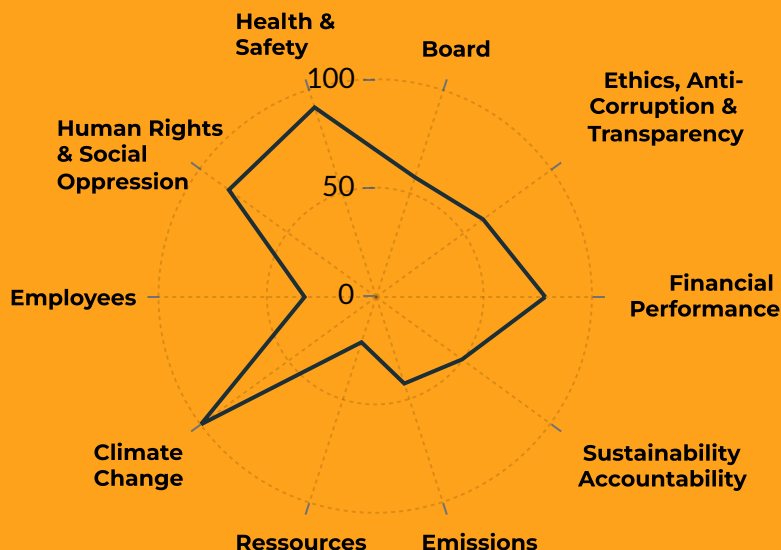 Health &
Safety
Board
100
Ethics, Anti-
Corruption &
Transparency
Human Rights
& Social
Oppression
50
Employees
0
Financial
Performance
Climate
Change
Sustainability
Accountability
Ressources
Emissions